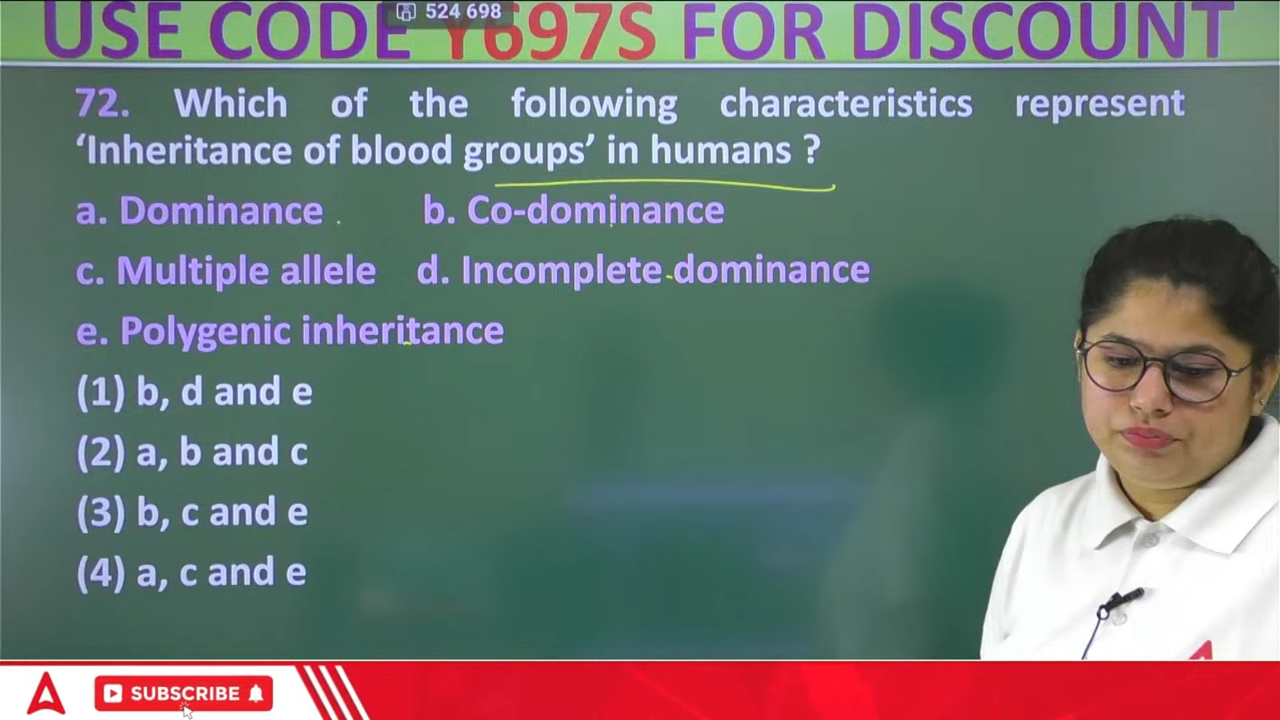 USE CODE Y697S FOR DISCOUNT
524 698
72. Which of the following characteristics represent
‘Inheritance of blood groups’ in humans ?
a. Dominance b. Co-dominance
c. Multiple allele d. Incomplete dominance
e. Polygenic inheritance
(1) b, d and e
(2) a, b and c
(3) b, c and e
(4) a, c and e
SUBSCRIBE